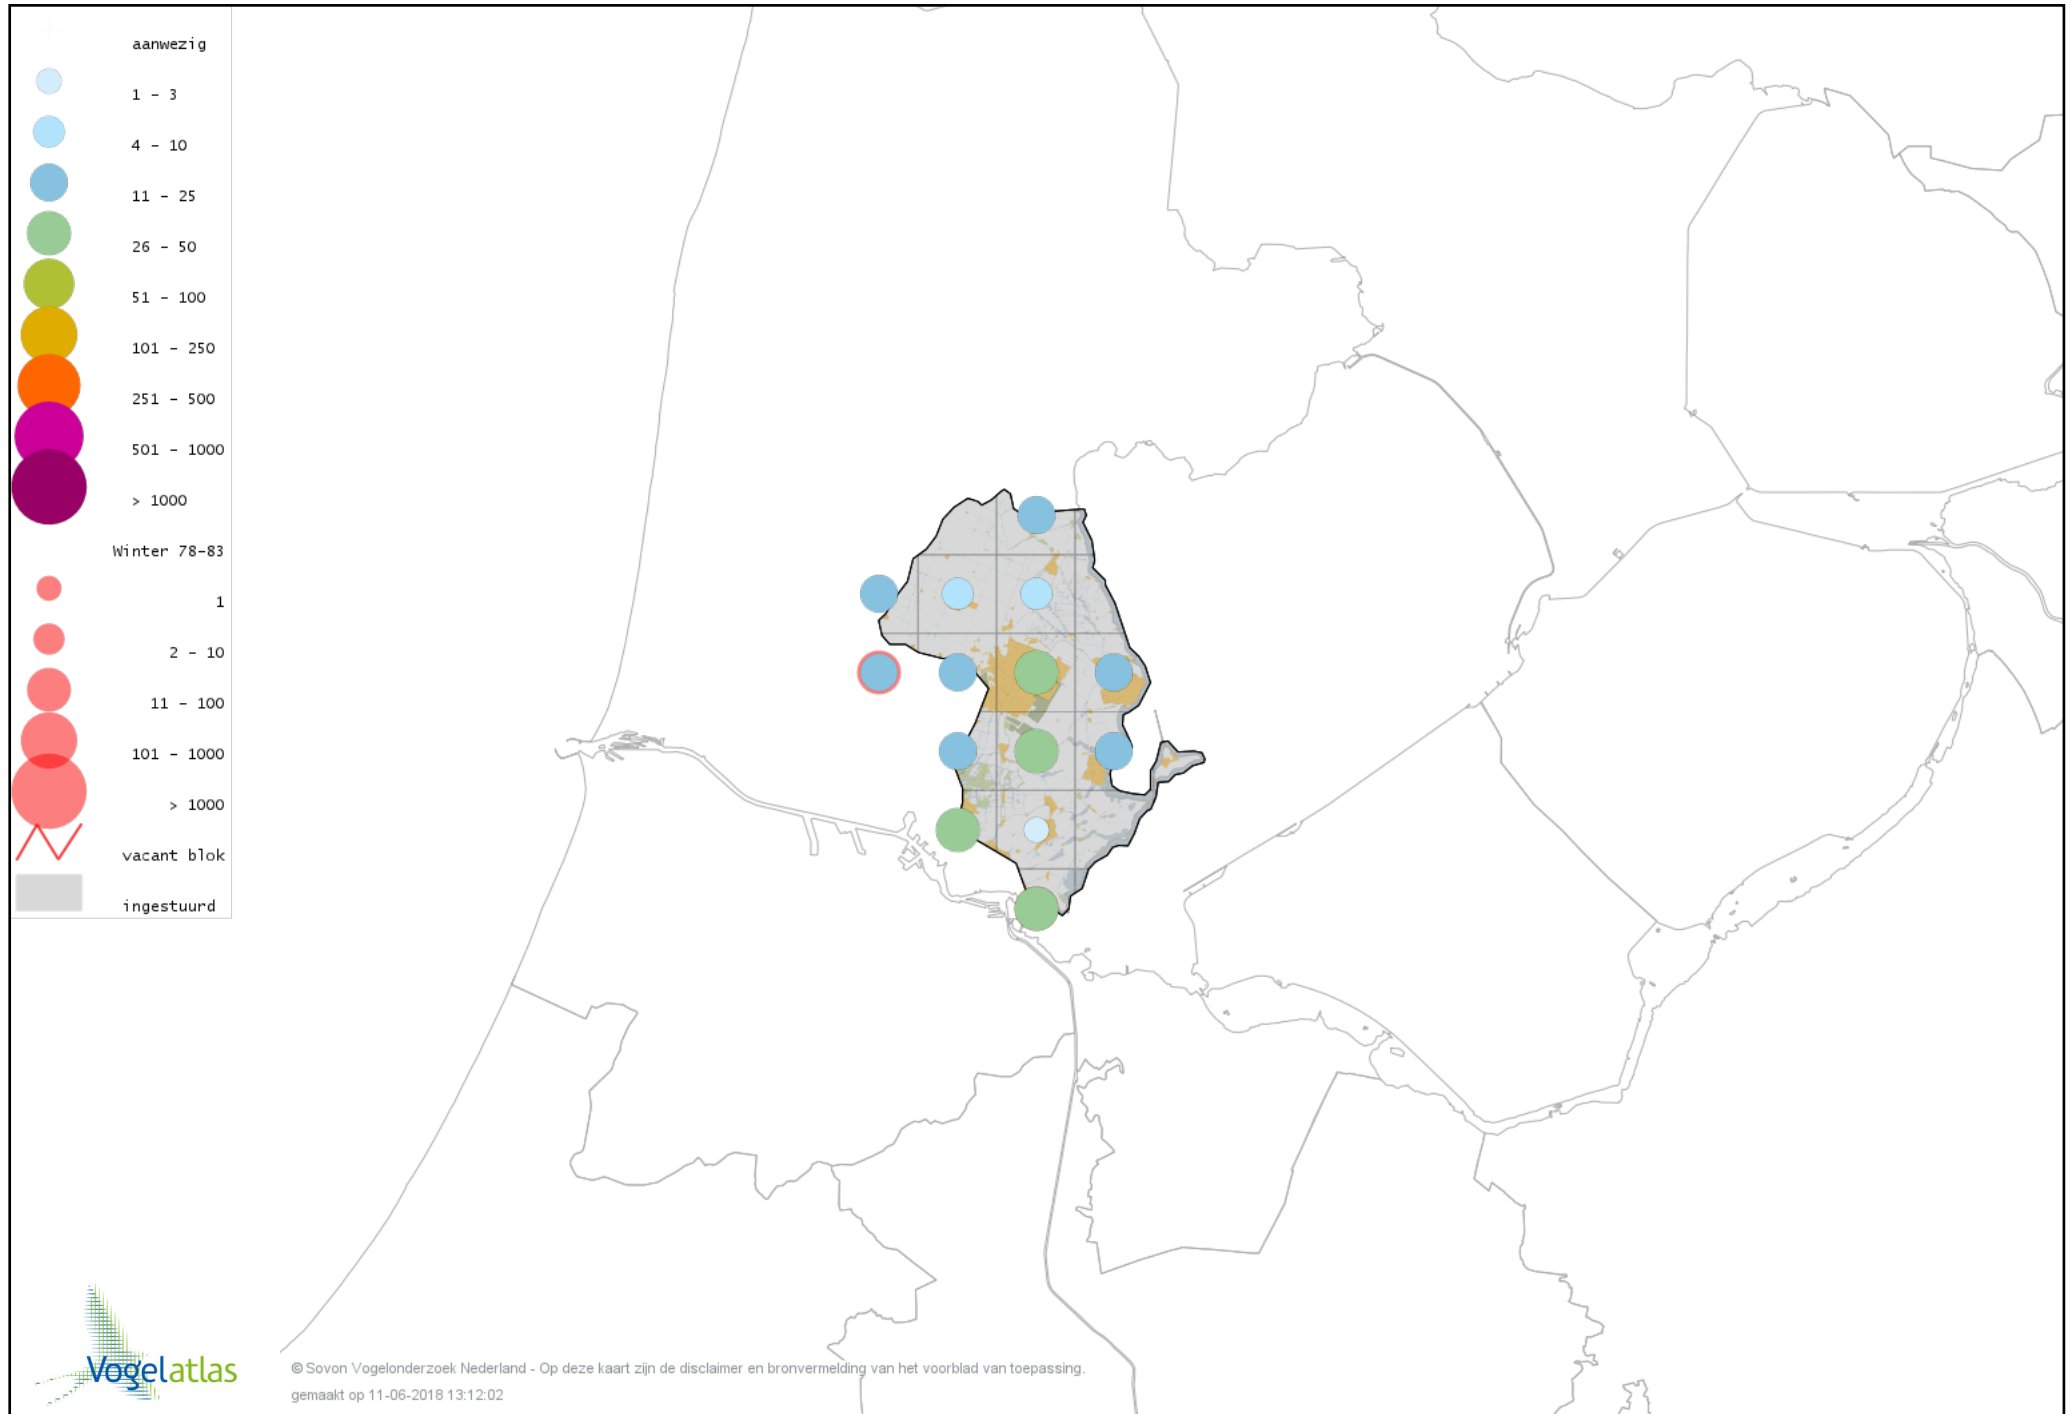 aanwezig
1 - 3
4 - 10
11 - 25
26 - 50
51 - 100
101 - 250
251 - 500
501 - 1000
> 1000
Winter 78-83
1
2 - 10
11 - 100
101 - 1000
> 1000
vacant blok
ingestuurd
Vogelatlas
© Sovon Vogelonderzoek Nederland - Op deze kaart zijn de disclaimer en bronvermelding van het voorblad van toepassing.
gemaakt op 11-06-2018 13:12:02